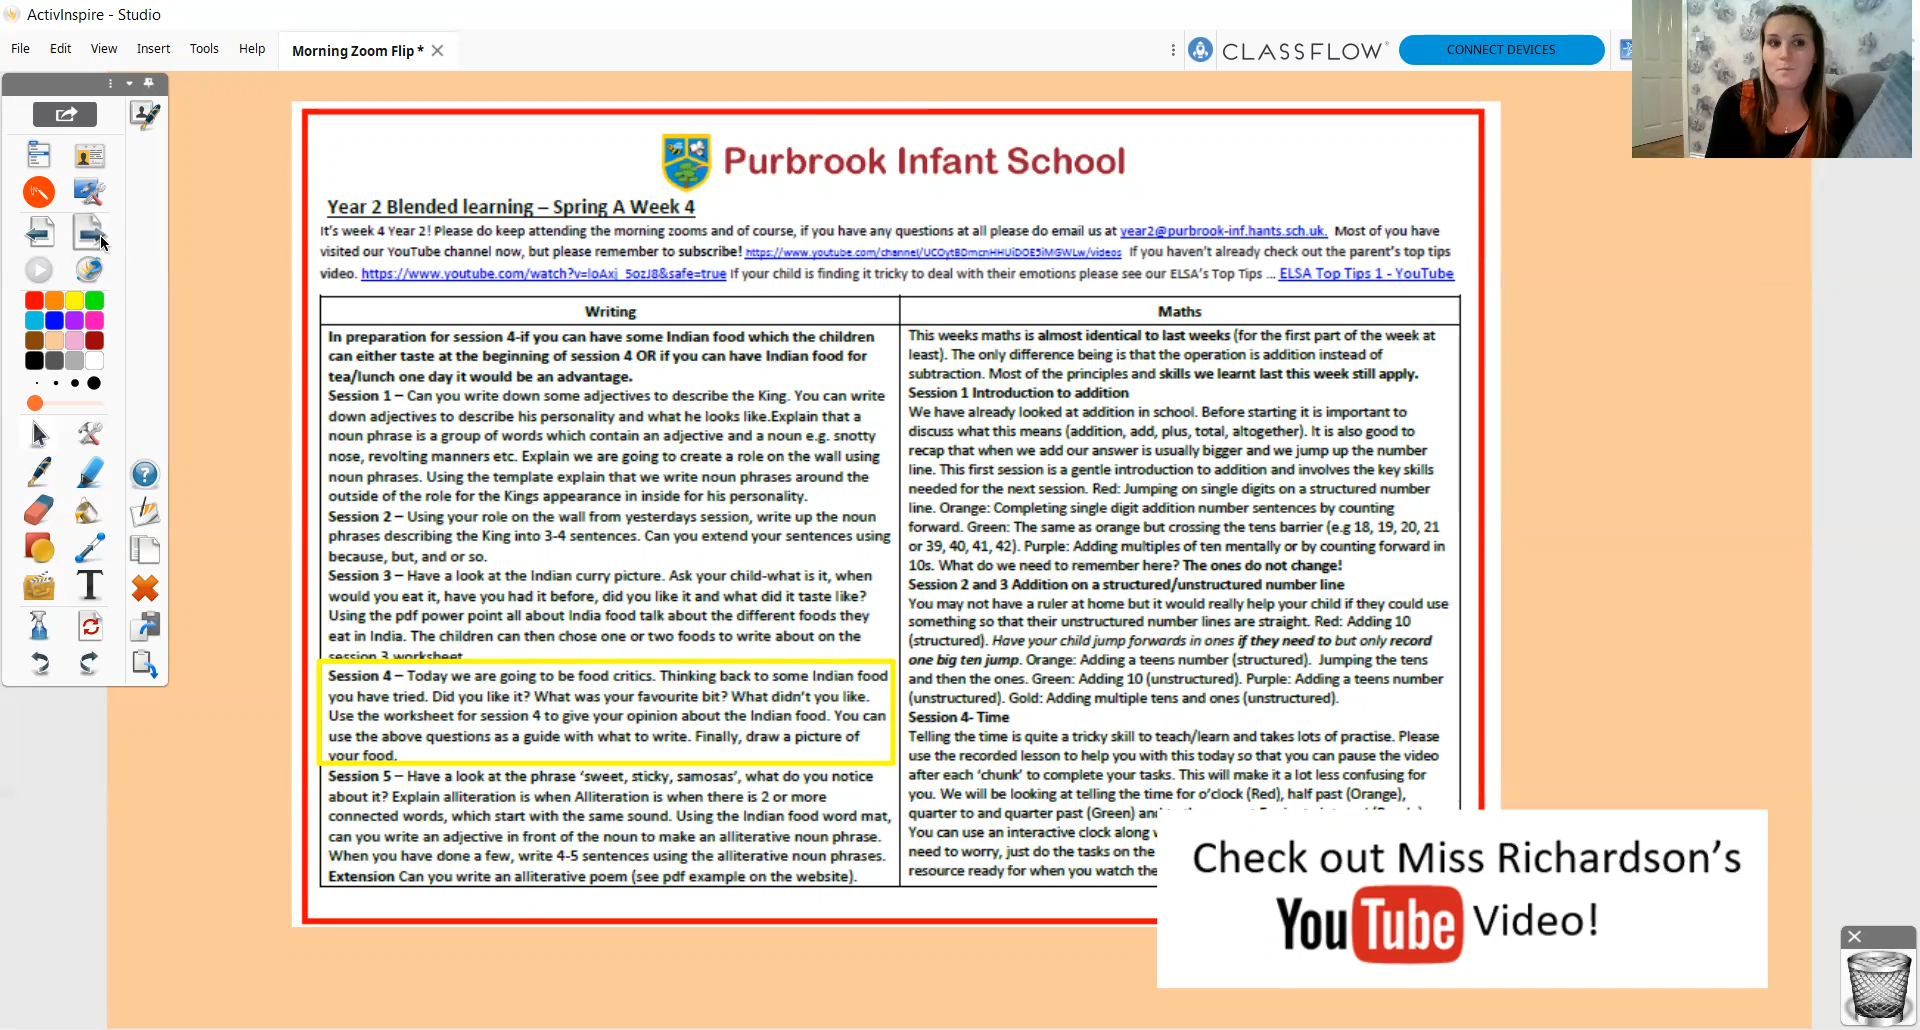 ActivInspire - Studio
File Edit View Insert Tools Help Morning Zoom Flip * CLASSFLOW CONNECT DEVICES
Purbrook Infant School
Year 2 Blended learning – Spring A Week 4
It's week 4 Year 2! Please do keep attending the morning zooms and of course, if you have any questions at all please do email us at year2@purbrook-inf.hants.sch.uk. Most of you have
visited our YouTube channel now, but please remember to subscribe! If you haven't already check out the parent's top tips
video. https://www.youtube.com/watch?v=loAxj_5ozJ8&safe=true If your child is finding it tricky to deal with their emotions please see our ELSA's Top Tips ... ELSA Top Tips 1 - YouTube
Writing
In preparation for session 4-if you can have some Indian food which the children
can either taste at the beginning of session 4 OR if you can have Indian food for
tea/lunch one day it would be an advantage.
Session 1 – Can you write down some adjectives to describe the King. You can write
down adjectives to describe his personality and what he looks like.Explain that a
noun phrase is a group of words which contain an adjective and a noun e.g. snotty
nose, revolting manners etc. Explain we are going to create a role on the wall using
noun phrases. Using the template explain that we write noun phrases around the
outside of the role for the Kings appearance in inside for his personality.
Session 2 – Using your role on the wall from yesterdays session, write up the noun
phrases describing the King into 3-4 sentences. Can you extend your sentences using
because, but, and or so.
Session 3 – Have a look at the Indian curry picture. Ask your child-what is it, when
would you eat it, have you had it before, did you like it and what did it taste like?
Using the pdf power point all about India food talk about the different foods they
eat in India. The children can then chose one or two foods to write about on the
session 3 worksheet
Session 4 – Today we are going to be food critics. Thinking back to some Indian food
you have tried. Did you like it? What was your favourite bit? What didn't you like.
Use the worksheet for session 4 to give your opinion about the Indian food. You can
use the above questions as a guide with what to write. Finally, draw a picture of
your food.
Session 5 – Have a look at the phrase 'sweet, sticky, samosas', what do you notice
about it? Explain alliteration is when Alliteration is when there is 2 or more
connected words, which start with the same sound. Using the Indian food word mat,
can you write an adjective in front of the noun to make an alliterative noun phrase.
When you have done a few, write 4-5 sentences using the alliterative noun phrases.
Extension Can you write an alliterative poem (see pdf example on the website).
Maths
This weeks maths is almost identical to last weeks (for the first part of the week at
least). The only difference being is that the operation is addition instead of
subtraction. Most of the principles and skills we learnt last this week still apply.
Session 1 Introduction to addition
We have already looked at addition in school. Before starting it is important to
discuss what this means (addition, add, plus, total, altogether). It is also good to
recap that when we add our answer is usually bigger and we jump up the number
line. This first session is a gentle introduction to addition and involves the key skills
needed for the next session. Red: Jumping on single digits on a structured number
line. Orange: Completing single digit addition number sentences by counting
forward. Green: The same as orange but crossing the tens barrier (e.g 18, 19, 20, 21
or 39, 40, 41, 42). Purple: Adding multiples of ten mentally or by counting forward in
10s. What do we need to remember here? The ones do not change!
Session 2 and 3 Addition on a structured/unstructured number line
You may not have a ruler at home but it would really help your child if they could use
something so that their unstructured number lines are straight. Red: Adding 10
(structured). Have your child jump forwards in ones if they need to but only record
one big ten jump. Orange: Adding a teens number (structured). Jumping the tens
and then the ones. Green: Adding 10 (unstructured). Purple: Adding a teens number
(unstructured). Gold: Adding multiple tens and ones (unstructured).
Session 4- Time
Telling the time is quite a tricky skill to teach/learn and takes lots of practise. Please
use the recorded lesson to help you with this today so that you can pause the video
after each 'chunk' to complete your tasks. This will make it a lot less confusing for
you. We will be looking at telling the time for o'clock (Red), half past (Orange),
quarter to and quarter past (Green) and
You can use an interactive clock along
need to worry, just do the tasks on the
resource ready for when you watch the
Check out Miss Richardson's
YouTube Video!